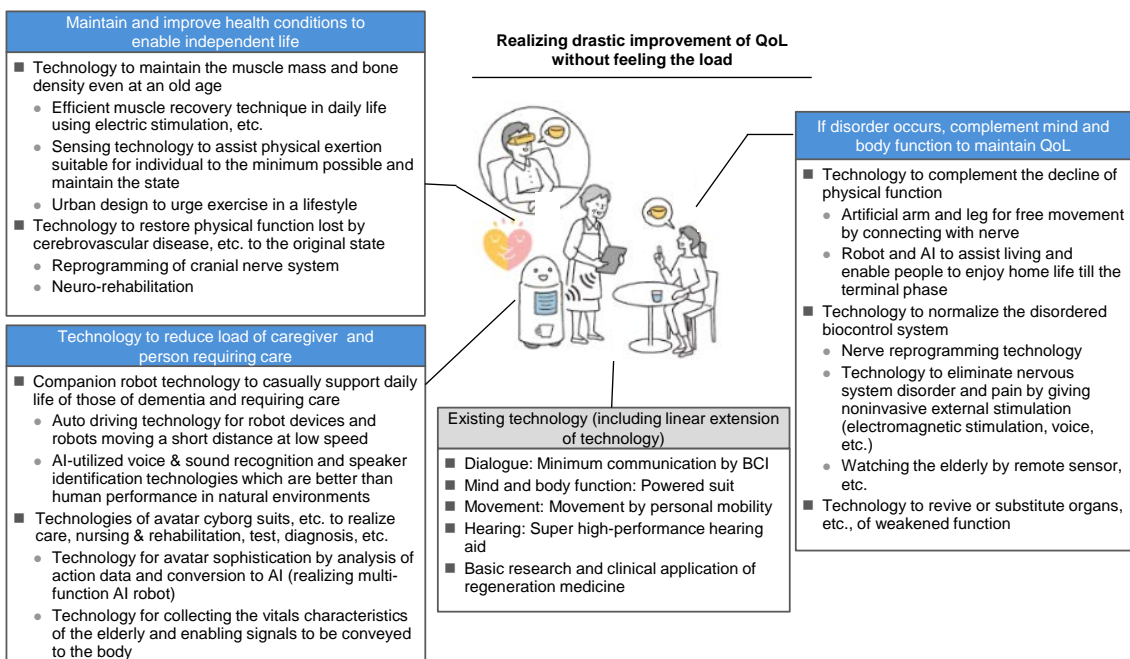 Maintain and improve health conditions to
enable independent life
■ Technology to maintain the muscle mass and bone
density even at an old age
● Efficient muscle recovery technique in daily life
using electric stimulation, etc.
● Sensing technology to assist physical exertion
suitable for individual to the minimum possible and
maintain the state
● Urban design to urge exercise in a lifestyle
■ Technology to restore physical function lost by
cerebrovascular disease, etc. to the original state
● Reprogramming of cranial nerve system
● Neuro-rehabilitation
Technology to reduce load of caregiver and
person requiring care
■ Companion robot technology to casually support daily
life of those of dementia and requiring care
● Auto driving technology for robot devices and
robots moving a short distance at low speed
● AI-utilized voice & sound recognition and speaker
identification technologies which are better than
human performance in natural environments
■ Technologies of avatar cyborg suits, etc. to realize
care, nursing & rehabilitation, test, diagnosis, etc.
● Technology for avatar sophistication by analysis of
action data and conversion to AI (realizing multi-
function AI robot)
● Technology for collecting the vitals characteristics
of the elderly and enabling signals to be conveyed
to the body
Realizing drastic improvement of QoL
without feeling the load
Existing technology (including linear extension
of technology)
■ Dialogue: Minimum communication by BCI
■ Mind and body function: Powered suit
■ Movement: Movement by personal mobility
■ Hearing: Super high-performance hearing
aid
■ Basic research and clinical application of
regeneration medicine
If disorder occurs, complement mind and
body function to maintain QoL
■ Technology to complement the decline of
physical function
● Artificial arm and leg for free movement
by connecting with nerve
● Robot and AI to assist living and
enable people to enjoy home life till the
terminal phase
■ Technology to normalize the disordered
biocontrol system
● Nerve reprogramming technology
● Technology to eliminate nervous
system disorder and pain by giving
noninvasive external stimulation
(electromagnetic stimulation, voice,
etc.)
● Watching the elderly by remote sensor,
etc.
■ Technology to revive or substitute organs,
etc., of weakened function